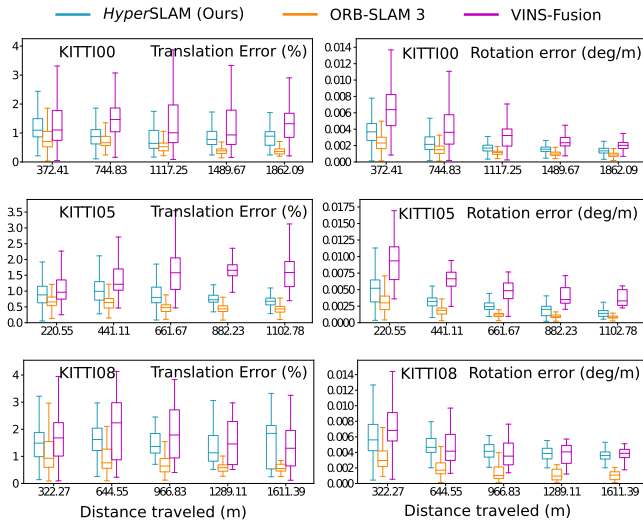 HyperSLAM (Ours) ORB-SLAM 3 VINS-Fusion
KITTI00 Translation Error (%)
4
3
2
1
0
372.41 744.83 1117.25 1489.67 1862.09
KITTI00 Rotation error (deg/m)
0.014
0.012
0.010
0.008
0.006
0.004
0.002
0.000
372.41 744.83 1117.25 1489.67 1862.09
KITTI05 Translation Error (%)
3.5
3.0
2.5
2.0
1.5
1.0
0.5
0.0
220.55 441.11 661.67 882.23 1102.78
KITTI05 Rotation error (deg/m)
0.0175
0.0150
0.0125
0.0100
0.0075
0.0050
0.0025
0.0000
220.55 441.11 661.67 882.23 1102.78
KITTI08 Translation Error (%)
4
3
2
1
0
322.27 644.55 966.83 1289.11 1611.39
Distance traveled (m)
KITTI08 Rotation error (deg/m)
0.014
0.012
0.010
0.008
0.006
0.004
0.002
0.000
322.27 644.55 966.83 1289.11 1611.39
Distance traveled (m)